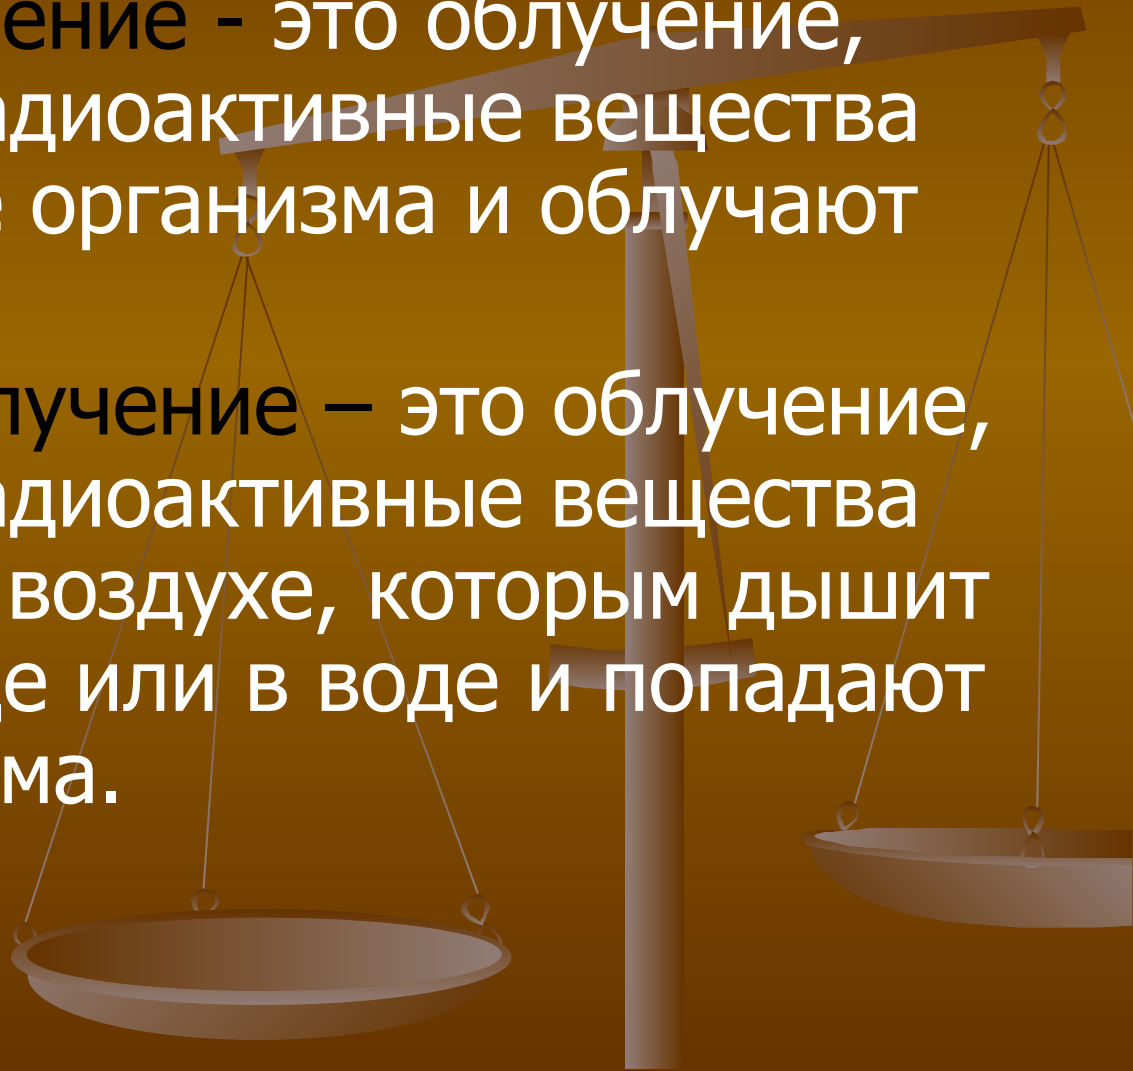 ение - это облучение,
адиоактивные вещества
е организма и облучают
лучение – это облучение,
адиоактивные вещества
воздухе, которым дышит
де или в воде и попадают
ма.